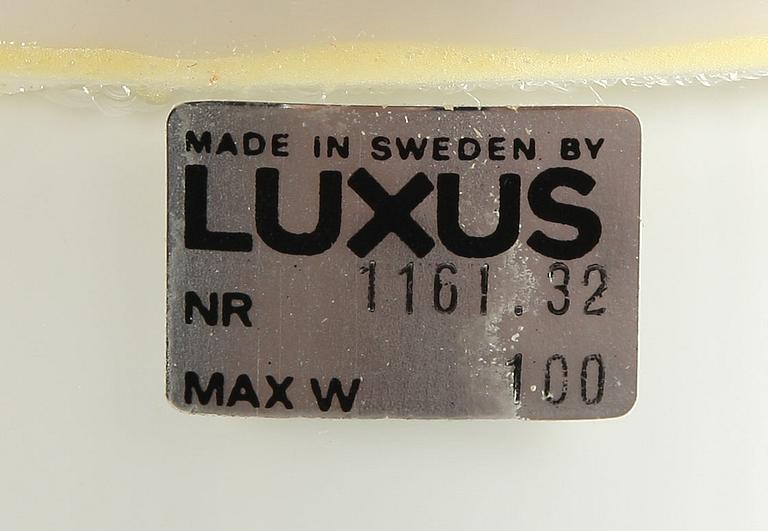 MADE IN SWEDEN BY
LUXUS
NR 1161.32
MAX W 100